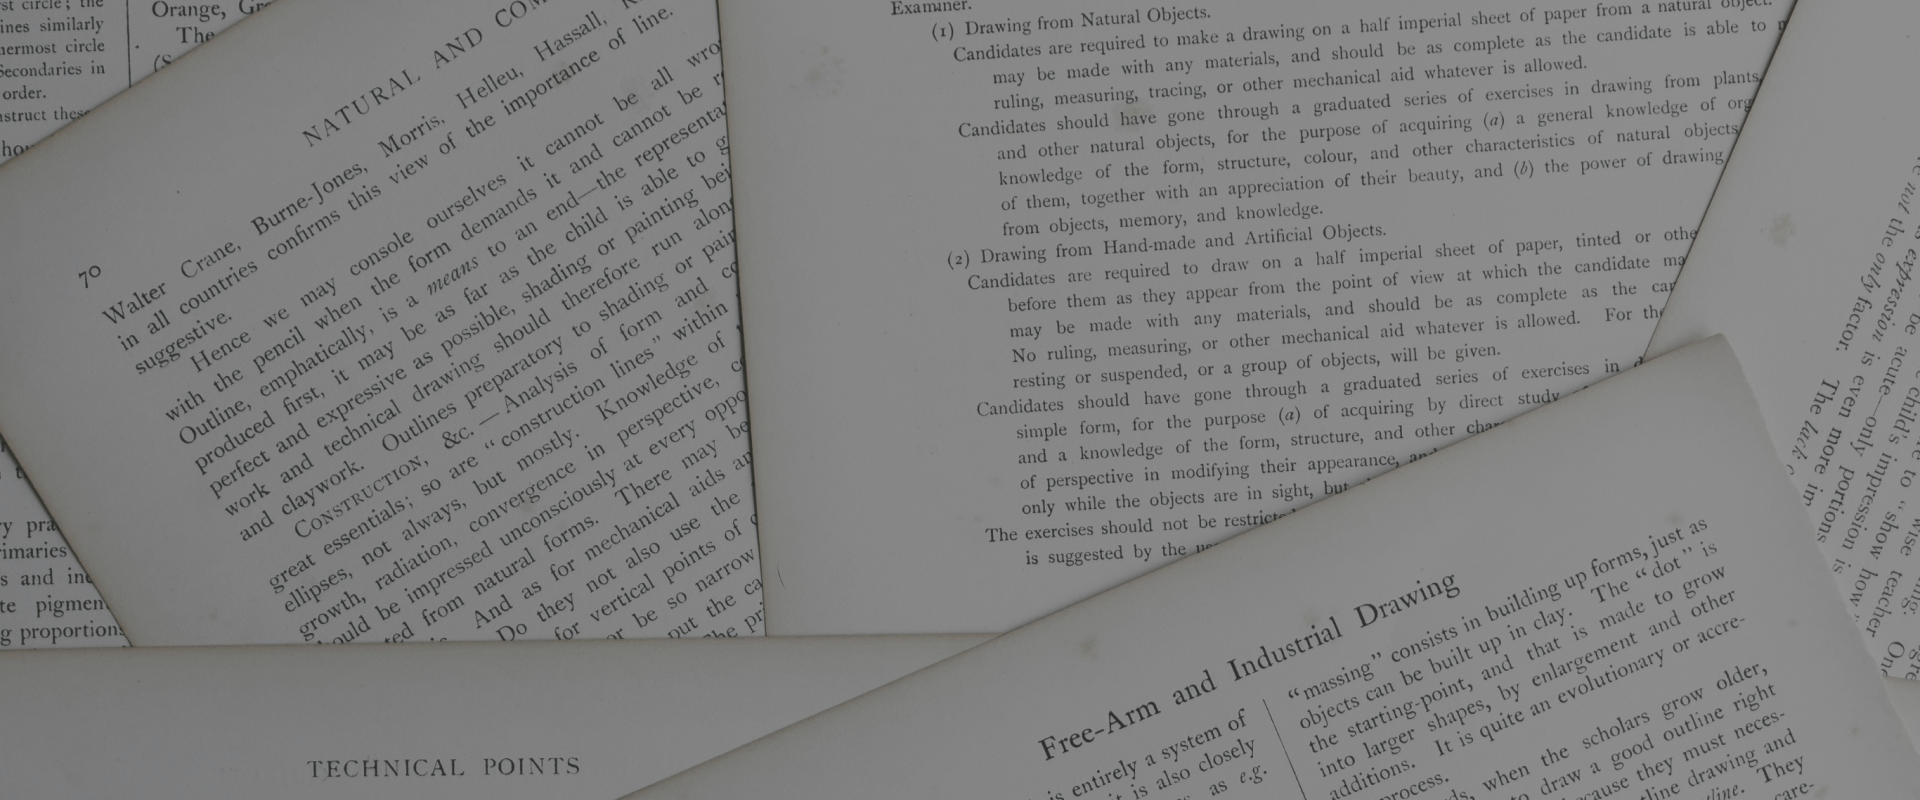 st circle; the
ines similarly
nermost circle
Secondaries in
order.
nstruct these
Orange, Gr
The
(S
y pra
rimaries
s and in
te pigmen
g proportions
NATURAL AND COM
70
Walter Crane, Burne-Jones, Morris, Helleu, Hassall,
in all countries confirms this view of the importance of line.
suggestive.
Hence we may console ourselves it cannot be all wro
with the pencil when the form demands it and cannot be r
Outline, emphatically, is a means to an end—the representa
produced first, it may be as far as the child is able to g
perfect and expressive as possible, shading or painting bei
work and technical drawing should therefore run along
and claywork. Outlines preparatory to shading or pain
CONSTRUCTION, &c.—Analysis of form and co
great essentials; so are “construction lines” within
ellipses, not always, but mostly. Knowledge of
growth, radiation, convergence in perspective, c
ould be impressed unconsciously at every oppo
ted from natural forms. There may be
And as for mechanical aids an
Do they not also use the
for vertical points of
or be so narrow
put the ca
The pri
Examiner.
(1) Drawing from Natural Objects.
Candidates are required to make a drawing on a half imperial sheet of paper from a natural object.
may be made with any materials, and should be as complete as the candidate is able to
ruling, measuring, tracing, or other mechanical aid whatever is allowed.
Candidates should have gone through a graduated series of exercises in drawing from plants
and other natural objects, for the purpose of acquiring (a) a general knowledge of org
knowledge of the form, structure, colour, and other characteristics of natural objects
of them, together with an appreciation of their beauty, and (b) the power of drawing
from objects, memory, and knowledge.
(2) Drawing from Hand-made and Artificial Objects.
Candidates are required to draw on a half imperial sheet of paper, tinted or othe
before them as they appear from the point of view at which the candidate ma
may be made with any materials, and should be as complete as the can
No ruling, measuring, or other mechanical aid whatever is allowed. For the
resting or suspended, or a group of objects, will be given.
Candidates should have gone through a graduated series of exercises in d
simple form, for the purpose (a) of acquiring by direct study
and a knowledge of the form, structure, and other char
of perspective in modifying their appearance, and
only while the objects are in sight, but
The exercises should not be restricte
is suggested by the
not the only factor.
expression is even more im
be acute—only portions
child's impression is
to “show how”
wise teacher
The lack
TECHNICAL POINTS
Free-Arm and Industrial Drawing
is entirely a system of
it is also closely
as e.g.
“massing” consists in building up forms, just as
objects can be built up in clay. The “dot” is
the starting-point, and that is made to grow
into larger shapes, by enlargement and other
additions. It is quite an evolutionary or accre-
process.
when the scholars grow older,
to draw a good outline right
because they must neces-
outline drawing and
They
care-